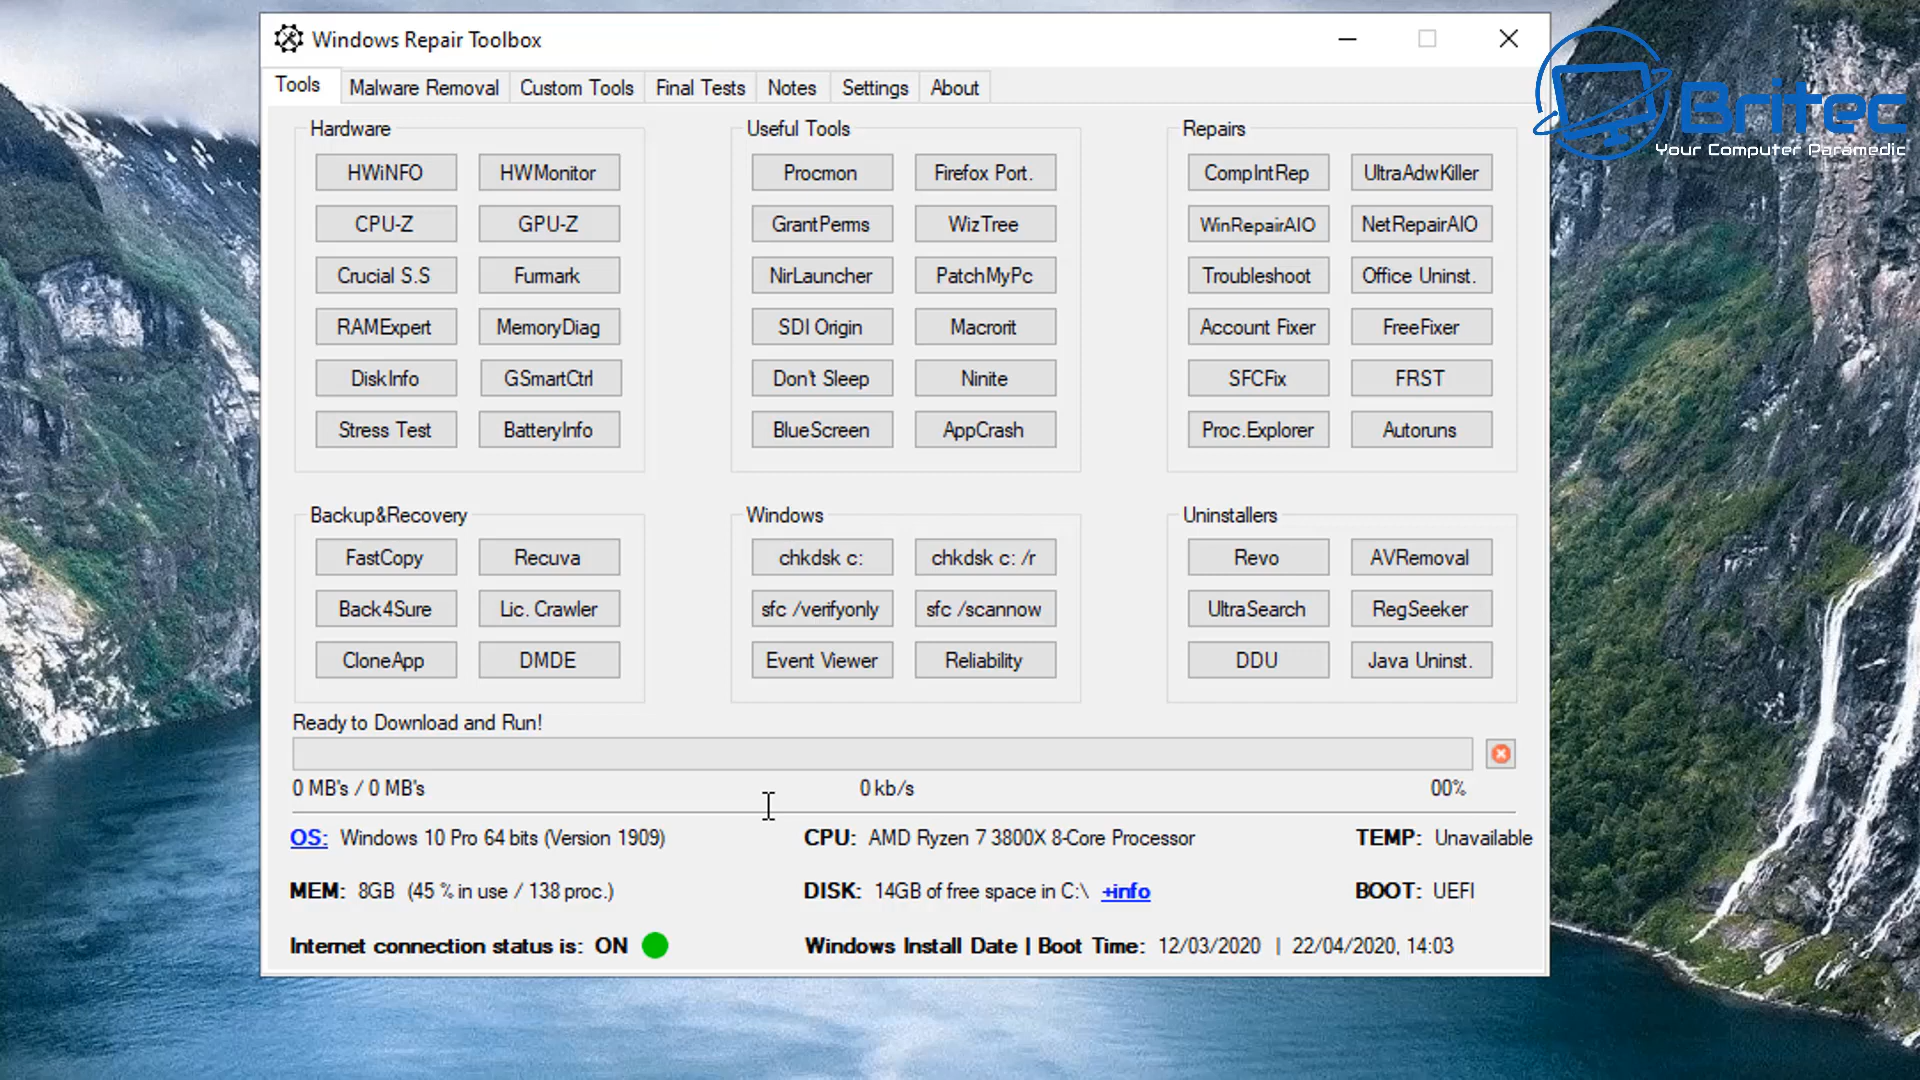 Windows Repair Toolbox
Tools Malware Removal Custom Tools Final Tests Notes Settings About
Britec
Your Computer Paramedic
Hardware
HWiNFO HWMonitor
CPU-Z GPU-Z
Crucial S.S Furmark
RAMExpert MemoryDiag
DiskInfo GSmartCtrl
Stress Test BatteryInfo
Useful Tools
Procmon Firefox Port.
GrantPerms WizTree
NirLauncher PatchMyPc
SDI Origin Macrorit
Don't Sleep Ninite
BlueScreen AppCrash
Repairs
CompIntRep UltraAdwKiller
WinRepairAIO NetRepairAIO
Troubleshoot Office Uninst.
Account Fixer FreeFixer
SFCFix FRST
Proc.Explorer Autoruns
Backup&Recovery
FastCopy Recuva
Back4Sure Lic. Crawler
CloneApp DMDE
Windows
chkdsk c: chkdsk c: /r
sfc /verifyonly sfc /scannow
Event Viewer Reliability
Uninstallers
Revo AVRemoval
UltraSearch RegSeeker
DDU Java Uninst.
Ready to Download and Run!
0 MB's / 0 MB's 0 kb/s 00%
OS: Windows 10 Pro 64 bits (Version 1909) CPU: AMD Ryzen 7 3800X 8-Core Processor TEMP: Unavailable
MEM: 8GB (45 % in use / 138 proc.) DISK: 14GB of free space in C:\ +info BOOT: UEFI
Internet connection status is: ON Windows Install Date | Boot Time: 12/03/2020 | 22/04/2020, 14:03